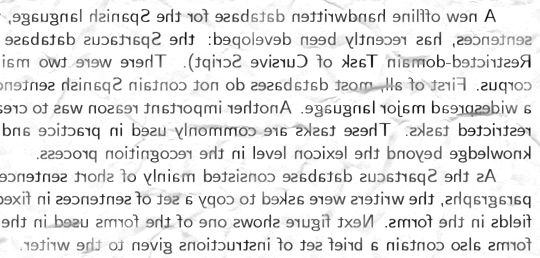 A new offline handwritten database for the Spanish language,
sentences, has recently been developed: the Spartacus database
Restricted-domain Task of Cursive Script). There were two mai
corpus. First of all, most databases do not contain Spanish senten
a widespread major language. Another important reason was to crea
restricted tasks. These tasks are commonly used in practice and
knowledge beyond the lexicon level in the recognition process.
As the Spartacus database consisted mainly of short sentence
paragraphs, the writers were asked to copy a set of sentences in fixed
fields in the forms. Next figure shows one of the forms used in the
forms also contain a brief set of instructions given to the writer.